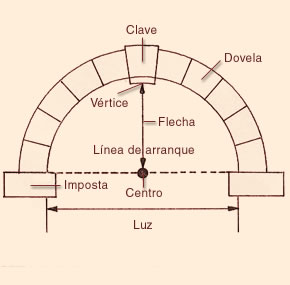 Clave
Dovela
Vértice
Flecha
Línea de arranque
Imposta
Centro
Luz